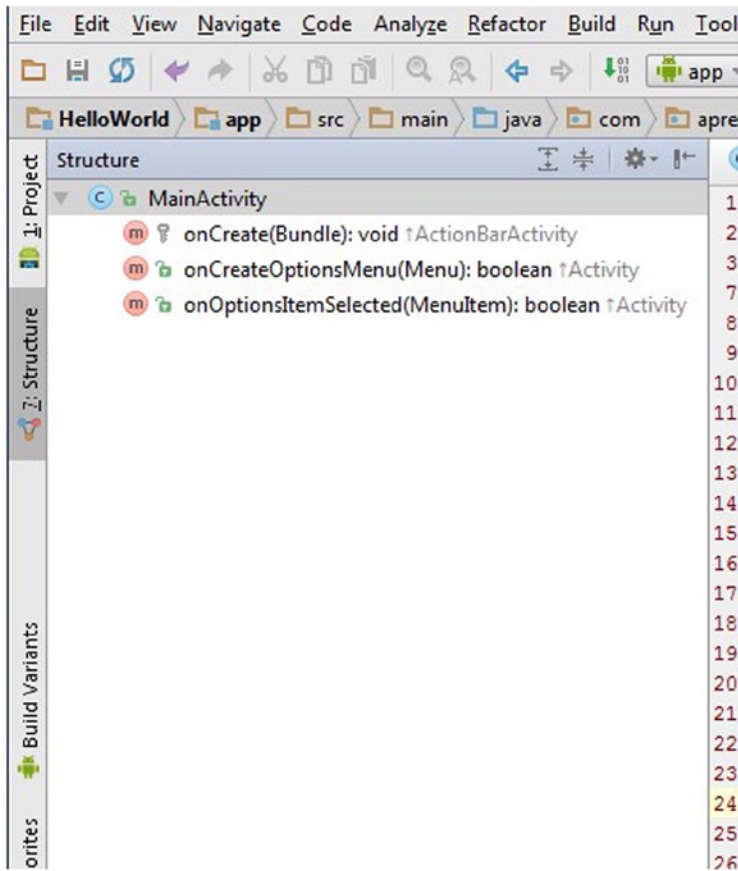 File Edit View Navigate Code Analyze Refactor Build Run Tool
app
HelloWorld app src main java com apre
1: Project
Structure
MainActivity
onCreate(Bundle): void ↑ActionBarActivity
onCreateOptionsMenu(Menu): boolean ↑Activity
onOptionsItemSelected(MenuItem): boolean ↑Activity
7: Structure
Build Variants
orites
1
2
3
7
8
9
10
11
12
13
14
15
16
17
18
19
20
21
22
23
24
25
26